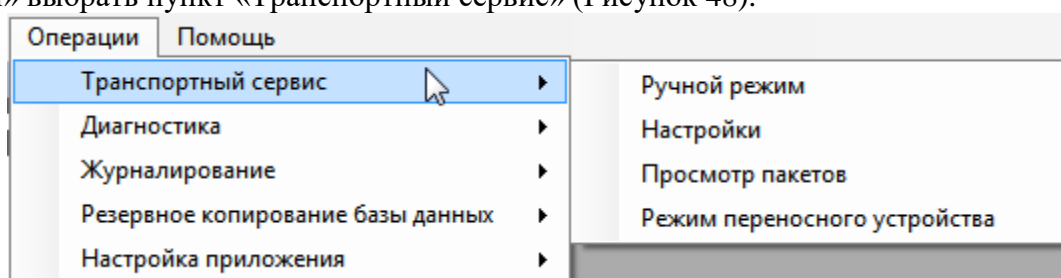 » выбрать пункт «Транспортный сервис» (Рисунок 48).
Операции Помощь
Транспортный сервис
Диагностика
Журналирование
Резервное копирование базы данных
Настройка приложения
Ручной режим
Настройки
Просмотр пакетов
Режим переносного устройства